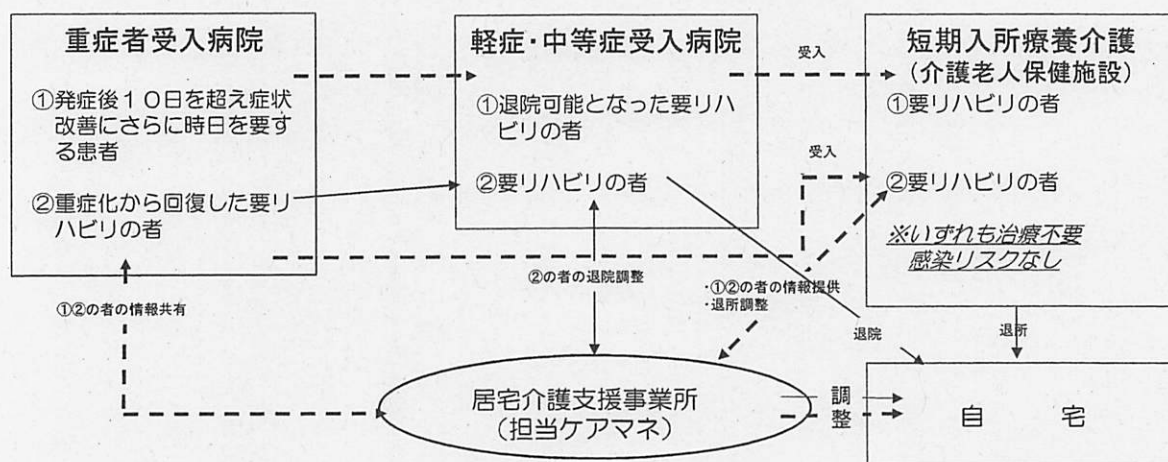 重症者受入病院
①発症後１０日を超え症状
改善にさらに時日を要す
る患者
②重症化から回復した要リ
ハビリの者
軽症・中等症受入病院
①退院可能となった要リハ
ビリの者
②要リハビリの者
受入
短期入所療養介護
（介護老人保健施設）
①要リハビリの者
受入
②要リハビリの者
※いずれも治療不要
感染リスクなし
①②の者の情報共有
②の者の退院調整
・①②の者の情報提供
・退所調整
退院
退所
居宅介護支援事業所
（担当ケアマネ）
調
整
自　宅